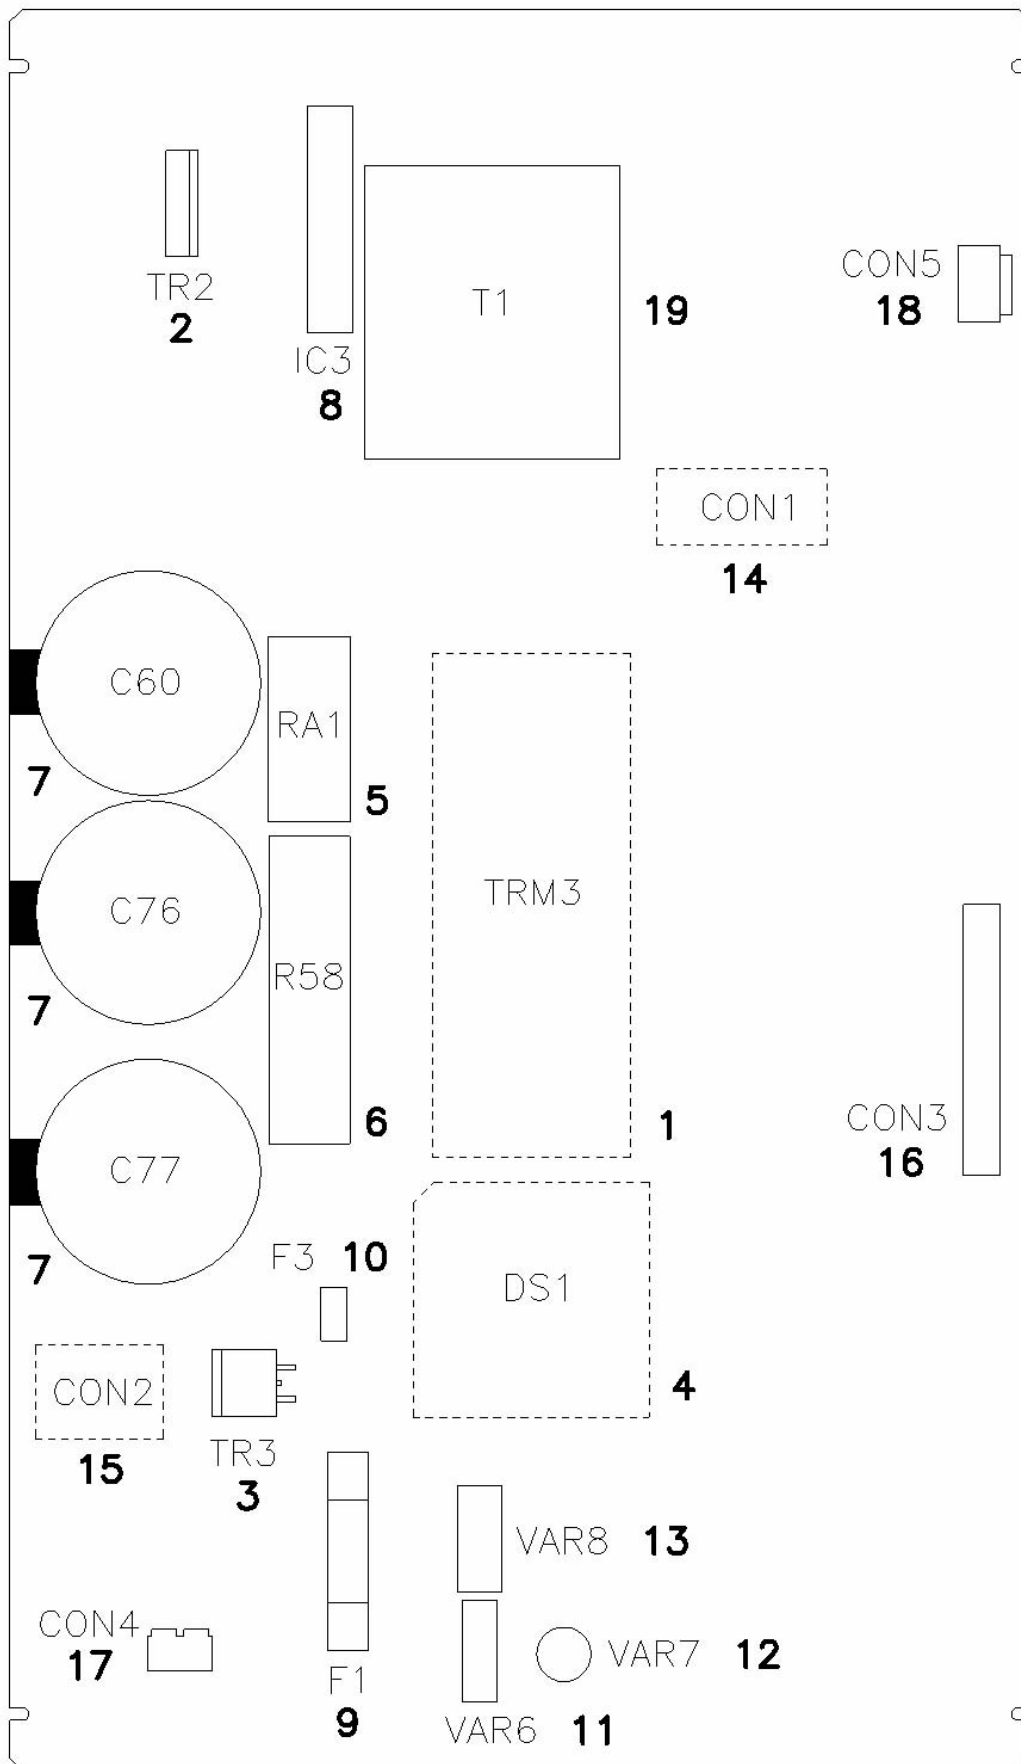 TR2
2
IC3
8
T1
19
CON5
18
CON1
14
C60
7
RA1
5
C76
7
R58
6
TRM3
1
CON3
16
C77
7
F3
10
DS1
4
CON2
15
TR3
3
VAR8
13
CON4
17
F1
9
VAR7
12
VAR6
11